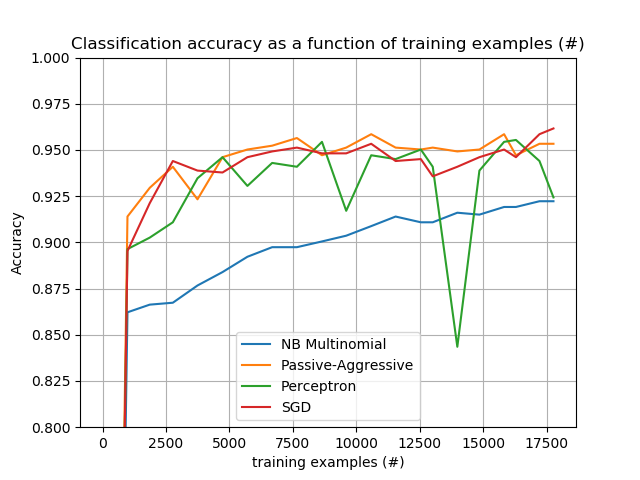 Classification accuracy as a function of training examples (#)
1.000
0.975
0.950
0.925
0.900
0.875
0.850
0.825
0.800
Accuracy
NB Multinomial
Passive-Aggressive
Perceptron
SGD
0 2500 5000 7500 10000 12500 15000 17500
training examples (#)